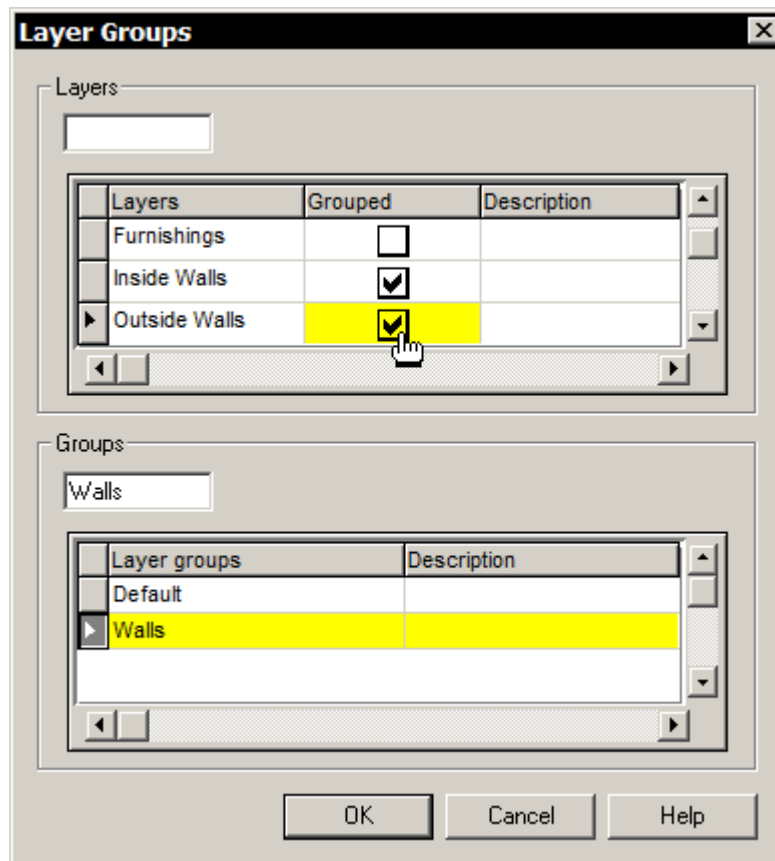 Layer Groups
Layers
Layers Grouped Description
Furnishings
Inside Walls
Outside Walls
Groups
Walls
Layer groups Description
Default
Walls
OK Cancel Help